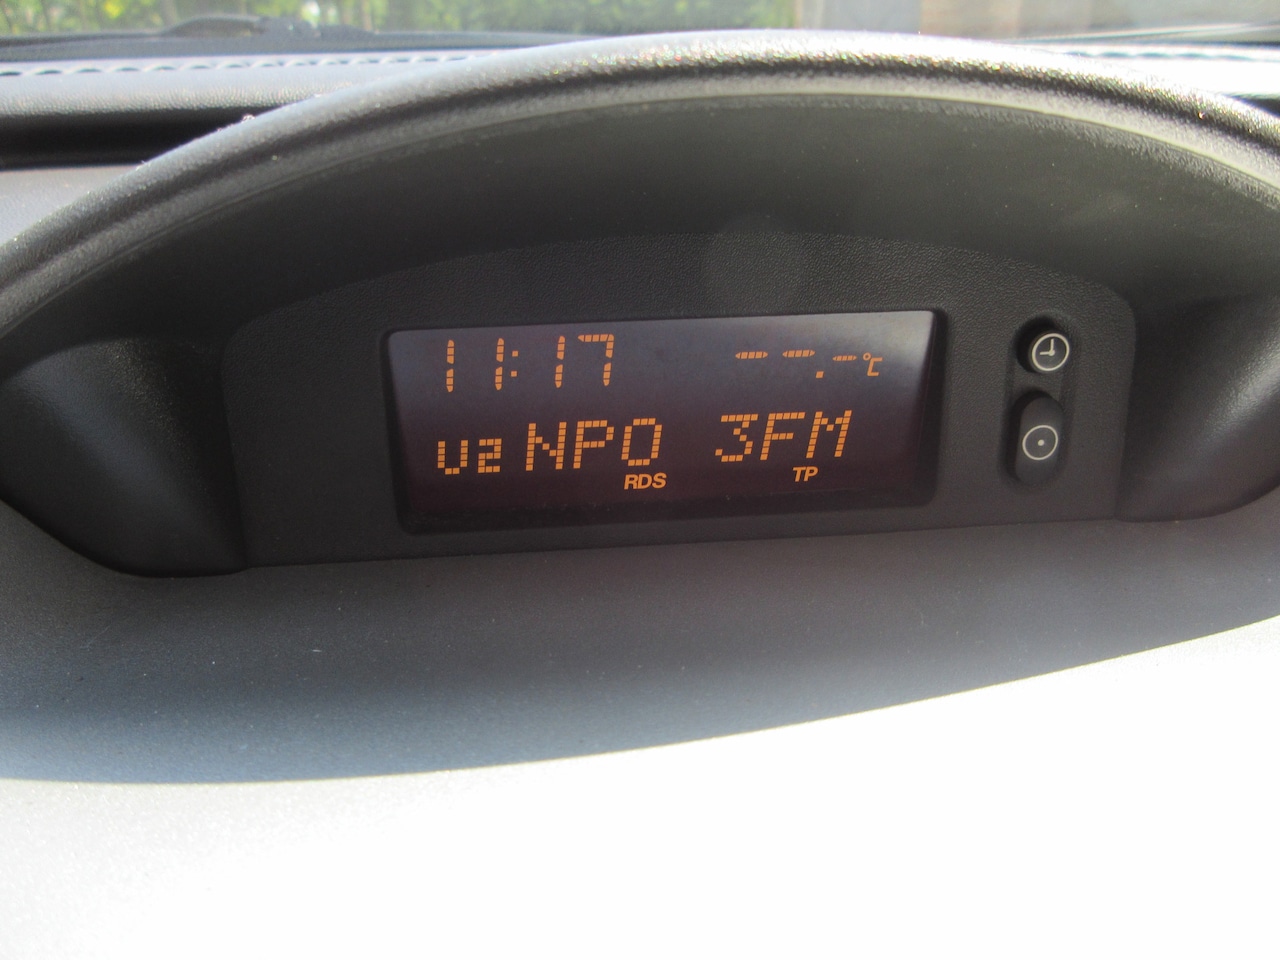 11:17 --.-°C
u2 NPO 3FM
RDS TP